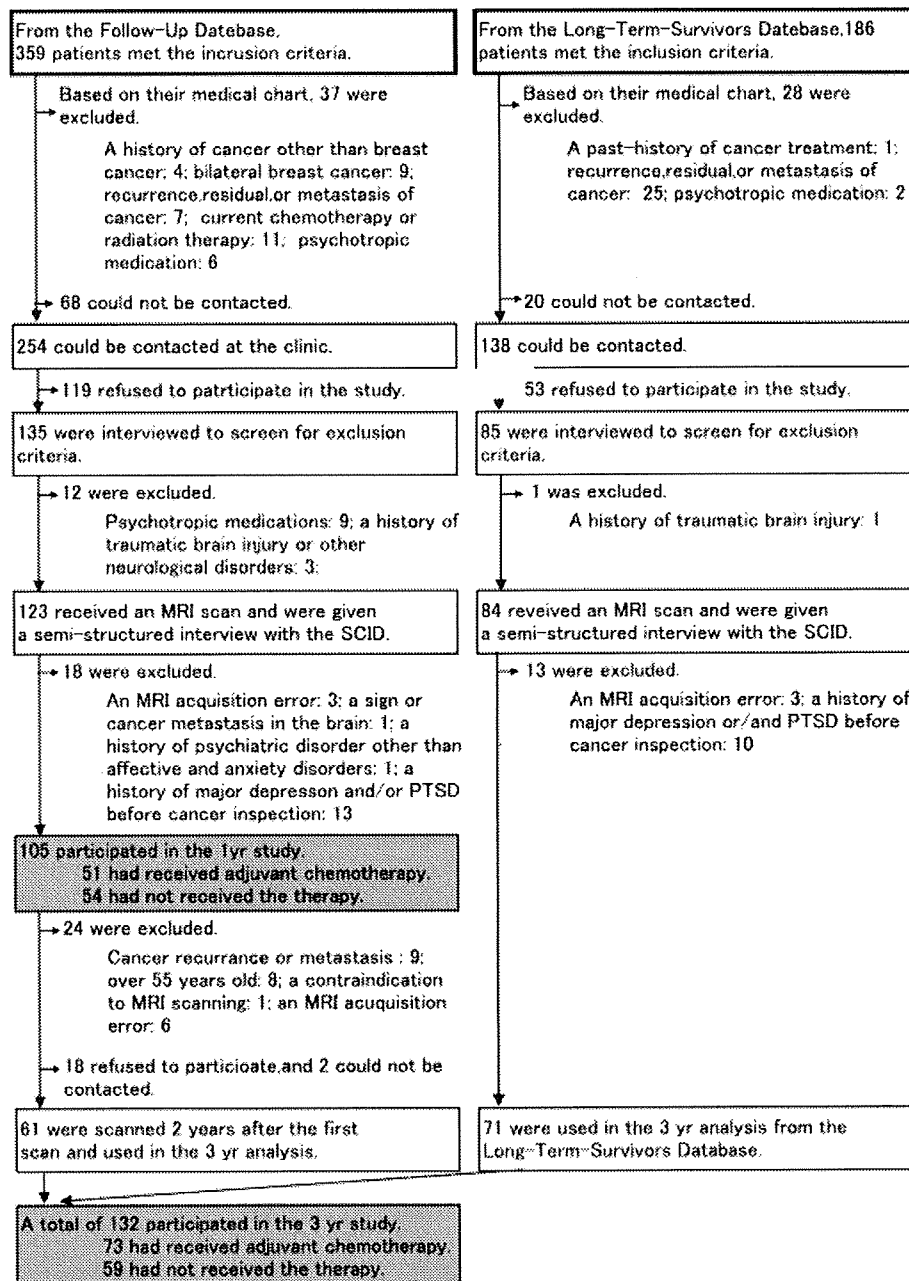 From the Follow-Up Datebase,
359 patients met the incrusion criteria.
Based on their medical chart, 37 were
excluded.
A history of cancer other than breast
cancer: 4; bilateral breast cancer: 9;
recurrence,residual,or metastasis of
cancer: 7; current chemotherapy or
radiation therapy: 11; psychotropic
medication: 6
68 could not be contacted.
254 could be contacted at the clinic.
119 refused to patrticipate in the study.
135 were interviewed to screen for exclusion
criteria.
12 were excluded.
Psychotropic medications: 9; a history of
traumatic brain injury or other
neurological disorders: 3;
123 received an MRI scan and were given
a semi-structured interview with the SCID.
18 were excluded.
An MRI acquisition error: 3; a sign or
cancer metastasis in the brain: 1; a
history of psychiatric disorder other than
affective and anxiety disorders: 1; a
history of major depresson and/or PTSD
before cancer inspection: 13
105 participated in the 1yr study.
51 had received adjuvant chemotherapy.
54 had not received the therapy.
24 were excluded.
Cancer recurrance or metastasis : 9;
over 55 years old: 8; a contraindication
to MRI scanning: 1; an MRI acuquisition
error: 6
18 refused to particioate,and 2 could not be
contacted.
61 were scanned 2 years after the first
scan and used in the 3 yr analysis.
From the Long-Term-Survivors Database,186
patients met the inclusion criteria.
Based on their medical chart, 28 were
excluded.
A past-history of cancer treatment: 1;
recurrence,residual,or metastasis of
cancer: 25; psychotropic medication: 2
20 could not be contacted.
138 could be contacted.
53 refused to participate in the study.
85 were interviewed to screen for exclusion
criteria.
1 was excluded.
A history of traumatic brain injury: 1
84 reveived an MRI scan and were given
a semi-structured interview with the SCID.
13 were excluded.
An MRI acquisition error: 3; a history of
major depression or/and PTSD before
cancer inspection: 10
71 were used in the 3 yr analysis from the
Long-Term-Survivors Database.
A total of 132 participated in the 3 yr study.
73 had received adjuvant chemotherapy.
59 had not received the therapy.